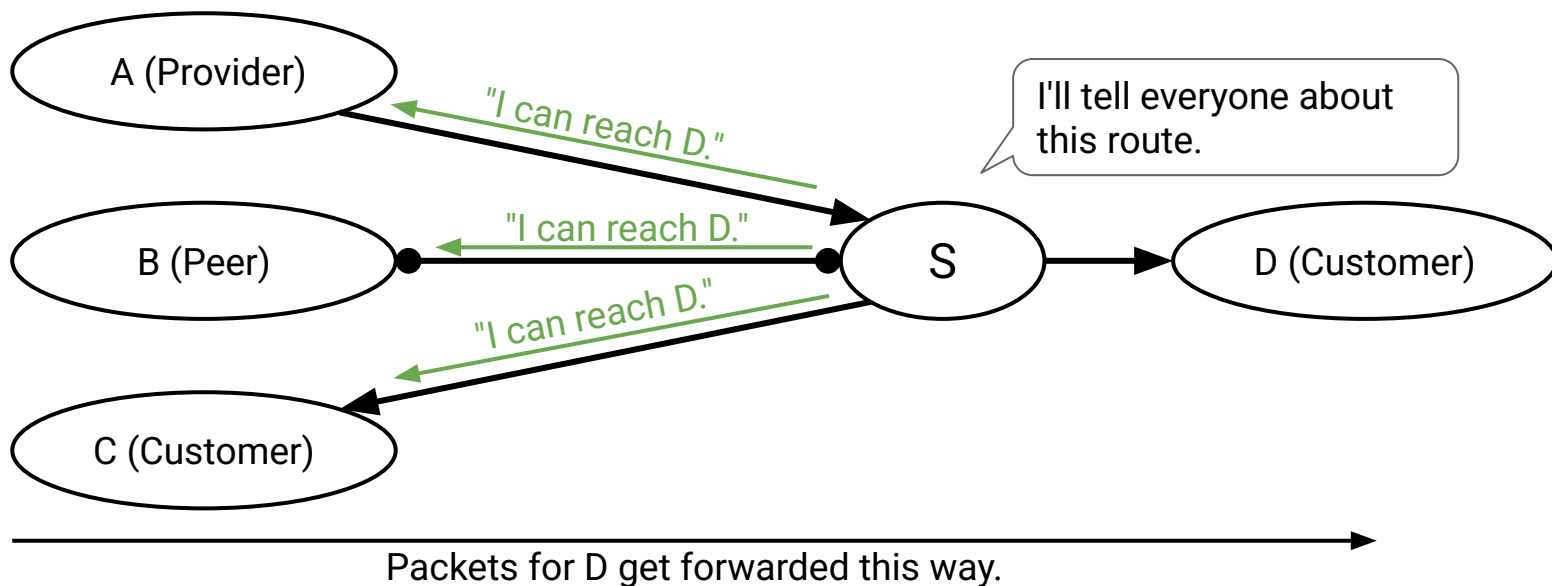 A (Provider)
"I can reach D."
I'll tell everyone about
this route.
B (Peer)
"I can reach D."
S
D (Customer)
"I can reach D."
C (Customer)
Packets for D get forwarded this way.